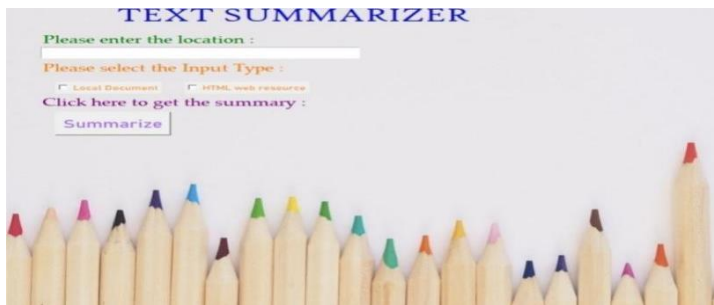 TEXT SUMMARIZER
Please enter the location :
Please select the Input Type :
Local Document HTML web resource
Click here to get the summary :
Summarize